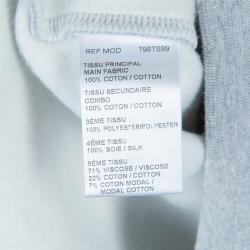 REF MOD 798TS99
TISSU PRINCIPAL
MAIN FABRIC
100% COTON / COTTON
TISSU SECUNDAIRE
COMBO
100% COTON / COTTON
3ÈME TISSU
100% POLYESTER/POLYESTER
4ÈME TISSU
100% SOIE / SILK
5ÈME TISSU
71% VISCOSE / VISCOSE
22% COTON / COTTON
7% COTON MODAL /
MODAL COTTON